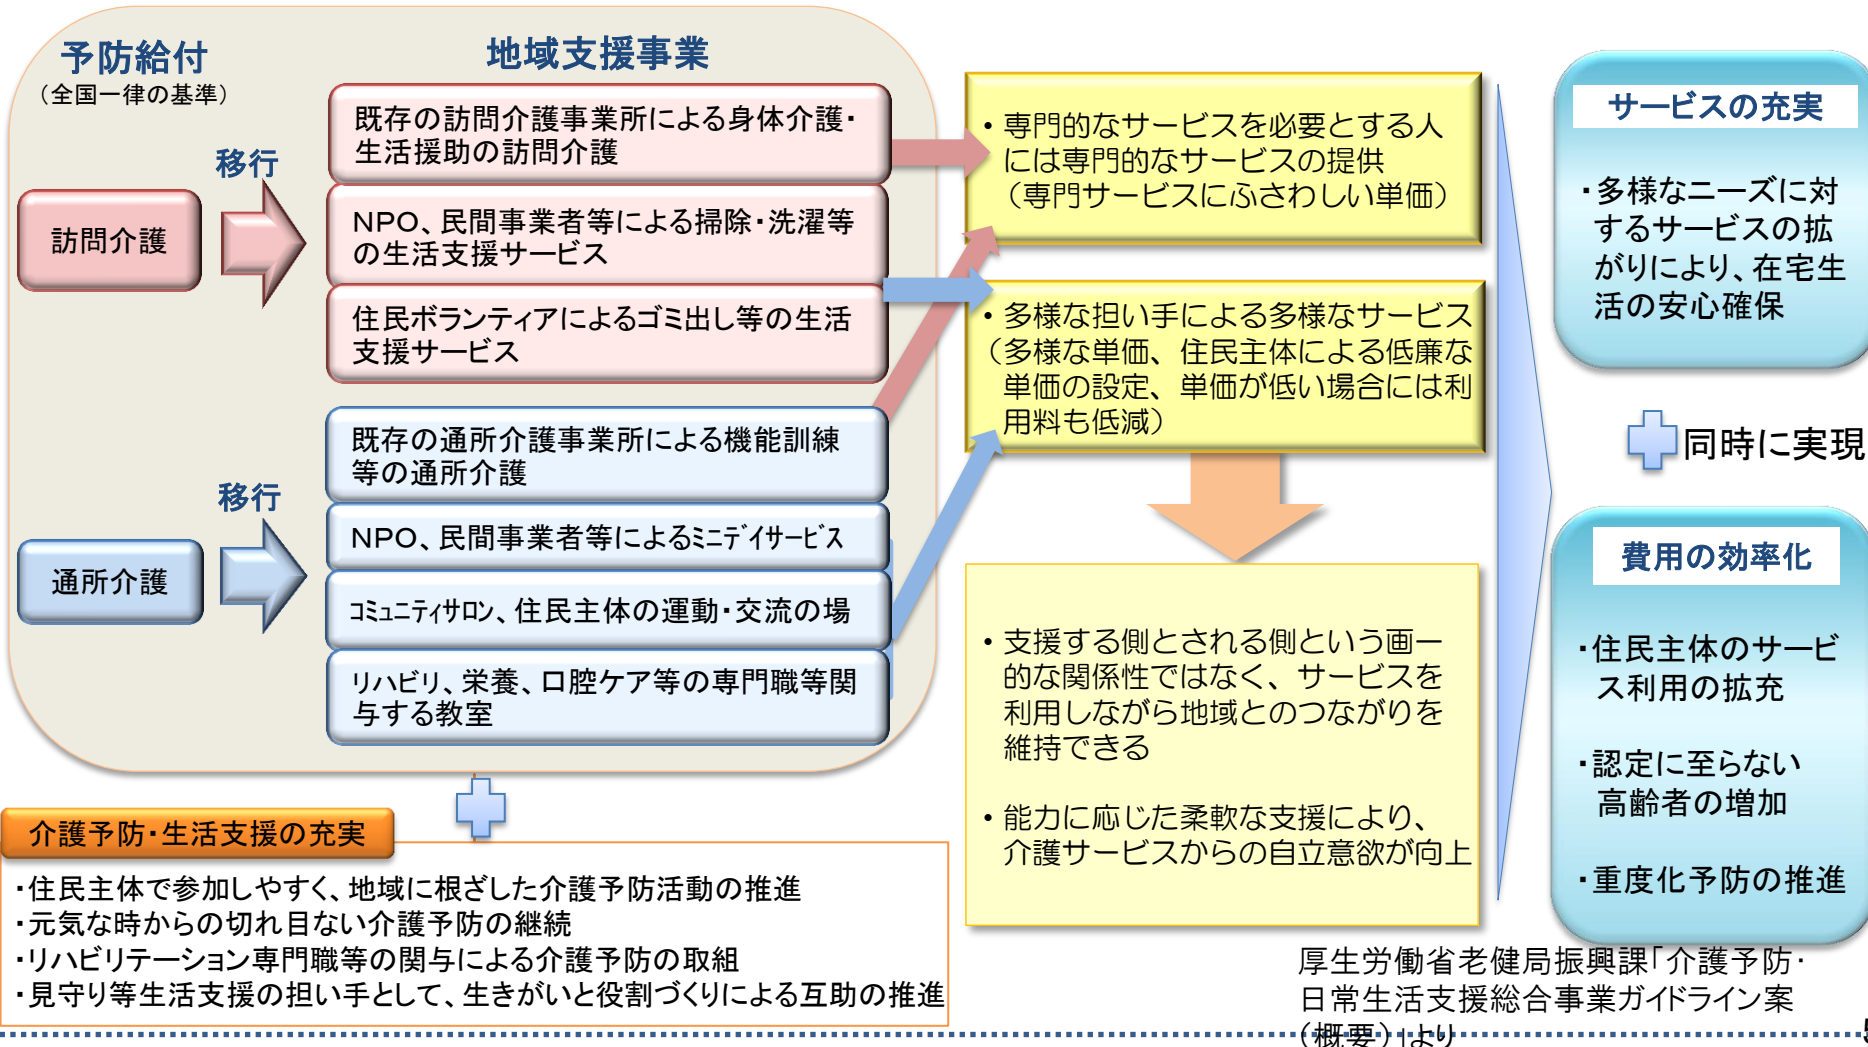 予防給付
（全国一律の基準）
地域支援事業
移行
訪問介護
既存の訪問介護事業所による身体介護・
生活援助の訪問介護
NPO、民間事業者等による掃除・洗濯等
の生活支援サービス
住民ボランティアによるゴミ出し等の生活
支援サービス
移行
通所介護
既存の通所介護事業所による機能訓練
等の通所介護
NPO、民間事業者等によるﾐﾆﾃﾞｲサービス
ｺﾐｭﾆﾃｨサロン、住民主体の運動・交流の場
リハビリ、栄養、口腔ケア等の専門職等関
与する教室
介護予防・生活支援の充実
・住民主体で参加しやすく、地域に根ざした介護予防活動の推進
・元気な時からの切れ目ない介護予防の継続
・リハビリテーション専門職等の関与による介護予防の取組
・見守り等生活支援の担い手として、生きがいと役割づくりによる互助の推進
・専門的なサービスを必要とする人
には専門的なサービスの提供
（専門サービスにふさわしい単価）
・多様な担い手による多様なサービス
（多様な単価、住民主体による低廉な
単価の設定、単価が低い場合には利
用料も低減）
・支援する側とされる側という画一
的な関係性ではなく、サービスを
利用しながら地域とのつながりを
維持できる
・能力に応じた柔軟な支援により、
介護サービスからの自立意欲が向上
サービスの充実
・多様なニーズに対
するサービスの拡
がりにより、在宅生
活の安心確保
同時に実現
費用の効率化
・住民主体のサービ
ス利用の拡充
・認定に至らない
高齢者の増加
・重度化予防の推進
厚生労働省老健局振興課「介護予防・
日常生活支援総合事業ガイドライン案
（概要）」より